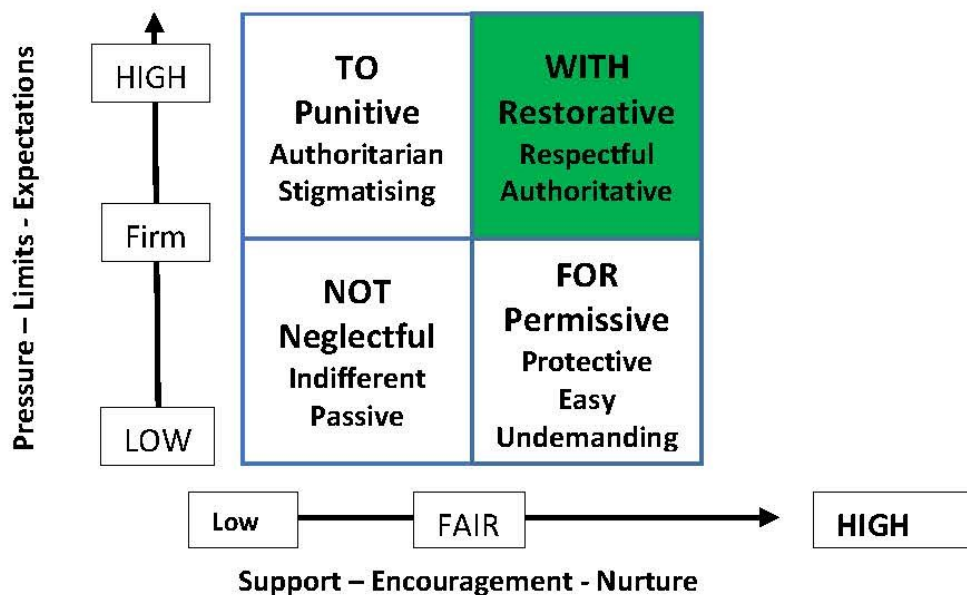 Pressure – Limits - Expectations
HIGH
Firm
LOW
TO
Punitive
Authoritarian
Stigmatising
WITH
Restorative
Respectful
Authoritative
NOT
Neglectful
Indifferent
Passive
FOR
Permissive
Protective
Easy
Undemanding
Low
FAIR
HIGH
Support – Encouragement - Nurture